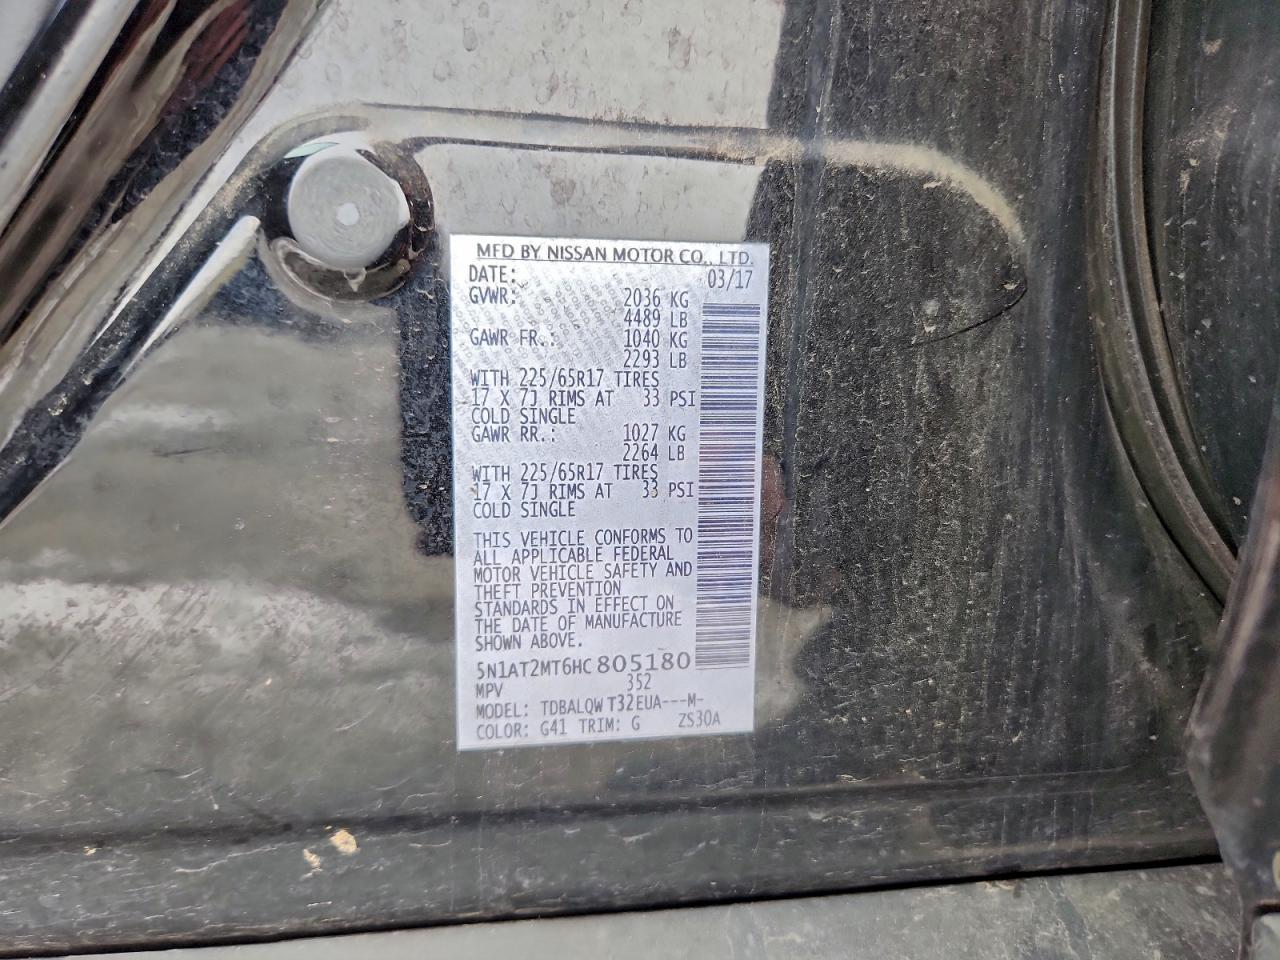 MFD BY NISSAN MOTOR CO., LTD.
DATE: 03/17
GVWR: 2036 KG
4489 LB
GAWR FR.: 1040 KG
2293 LB
WITH 225/65R17 TIRES
17 X 7J RIMS AT 33 PSI
COLD SINGLE
GAWR RR.: 1027 KG
2264 LB
WITH 225/65R17 TIRES
17 X 7J RIMS AT 33 PSI
COLD SINGLE
THIS VEHICLE CONFORMS TO
ALL APPLICABLE FEDERAL
MOTOR VEHICLE SAFETY AND
THEFT PREVENTION
STANDARDS IN EFFECT ON
THE DATE OF MANUFACTURE
SHOWN ABOVE.
5N1AT2MT6HC805180
MPV 352
MODEL: TDBALQW T32EUA---M-
COLOR: G41 TRIM: G ZS30A